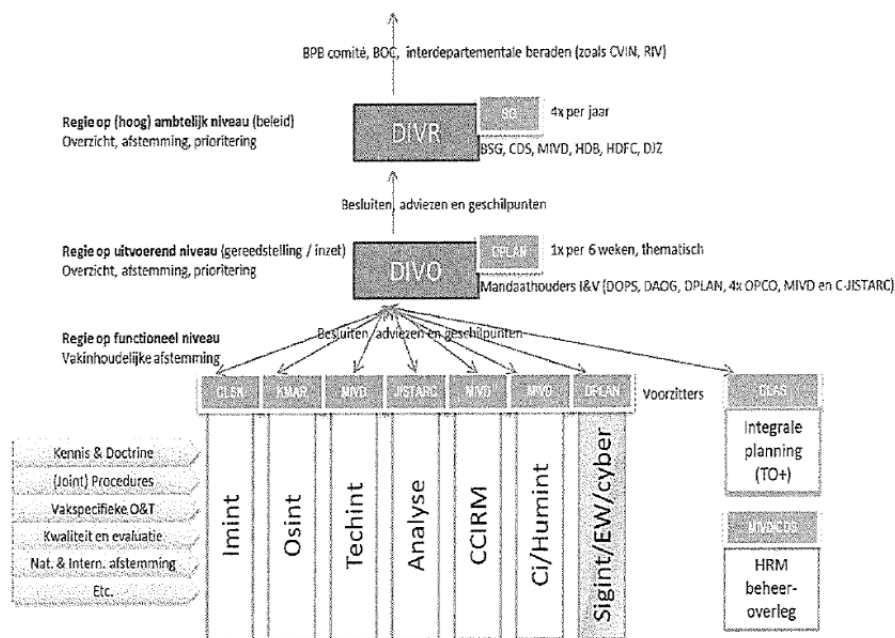 BPB comité, BOC, interdepartementale beraden (zoals CVIN, RIV)
Regie op (hoog) ambtelijk niveau (beleid)
Overzicht, afstemming, prioritering
DIVR
SG
4x per jaar
BSG, CDS, MIVD, HDB, HDFC, DJZ
Besluiten, adviezen en geschilpunten
Regie op uitvoerend niveau (gereedstelling / inzet)
Overzicht, afstemming, prioritering
DIVO
DPLAN
1x per 6 weken, thematisch
Mandaathouders I&V (DOPS, DAOG, DPLAN, 4x OPCO, MIVD en C-JISTARC)
Regie op functioneel niveau
Vakinhoudelijke afstemming
Besluiten, adviezen en geschilpunten
CLSK
KMAR
MIVD
JISTARC
MIVD
MIVD
DPLAN
Voorzitters
CLAS
Integrale
planning
(TO+)
Kennis & Doctrine
(Joint) Procedures
Vakspecifieke O&T
Kwaliteit en evaluatie
Nat. & Intern. afstemming
Etc.
Imint
Osint
Techint
Analyse
CCIRM
Ci/Humint
Sigint/EW/cyber
MIVD/CDS
HRM
beheer-
overleg